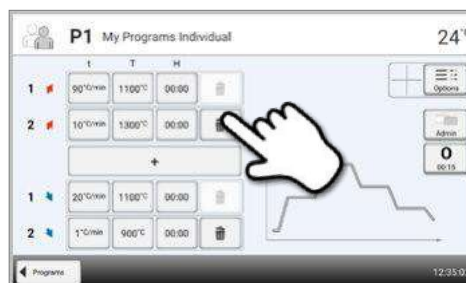 P1 My Programs Individual 24°
t T H
1 90°C/min 1100°C 00:00 Options
2 10°C/min 1300°C 00:00 Admin
+ 0
00:15
1 20°C/min 1100°C 00:00
2 1°C/min 900°C 00:00
Programs 12:35:0